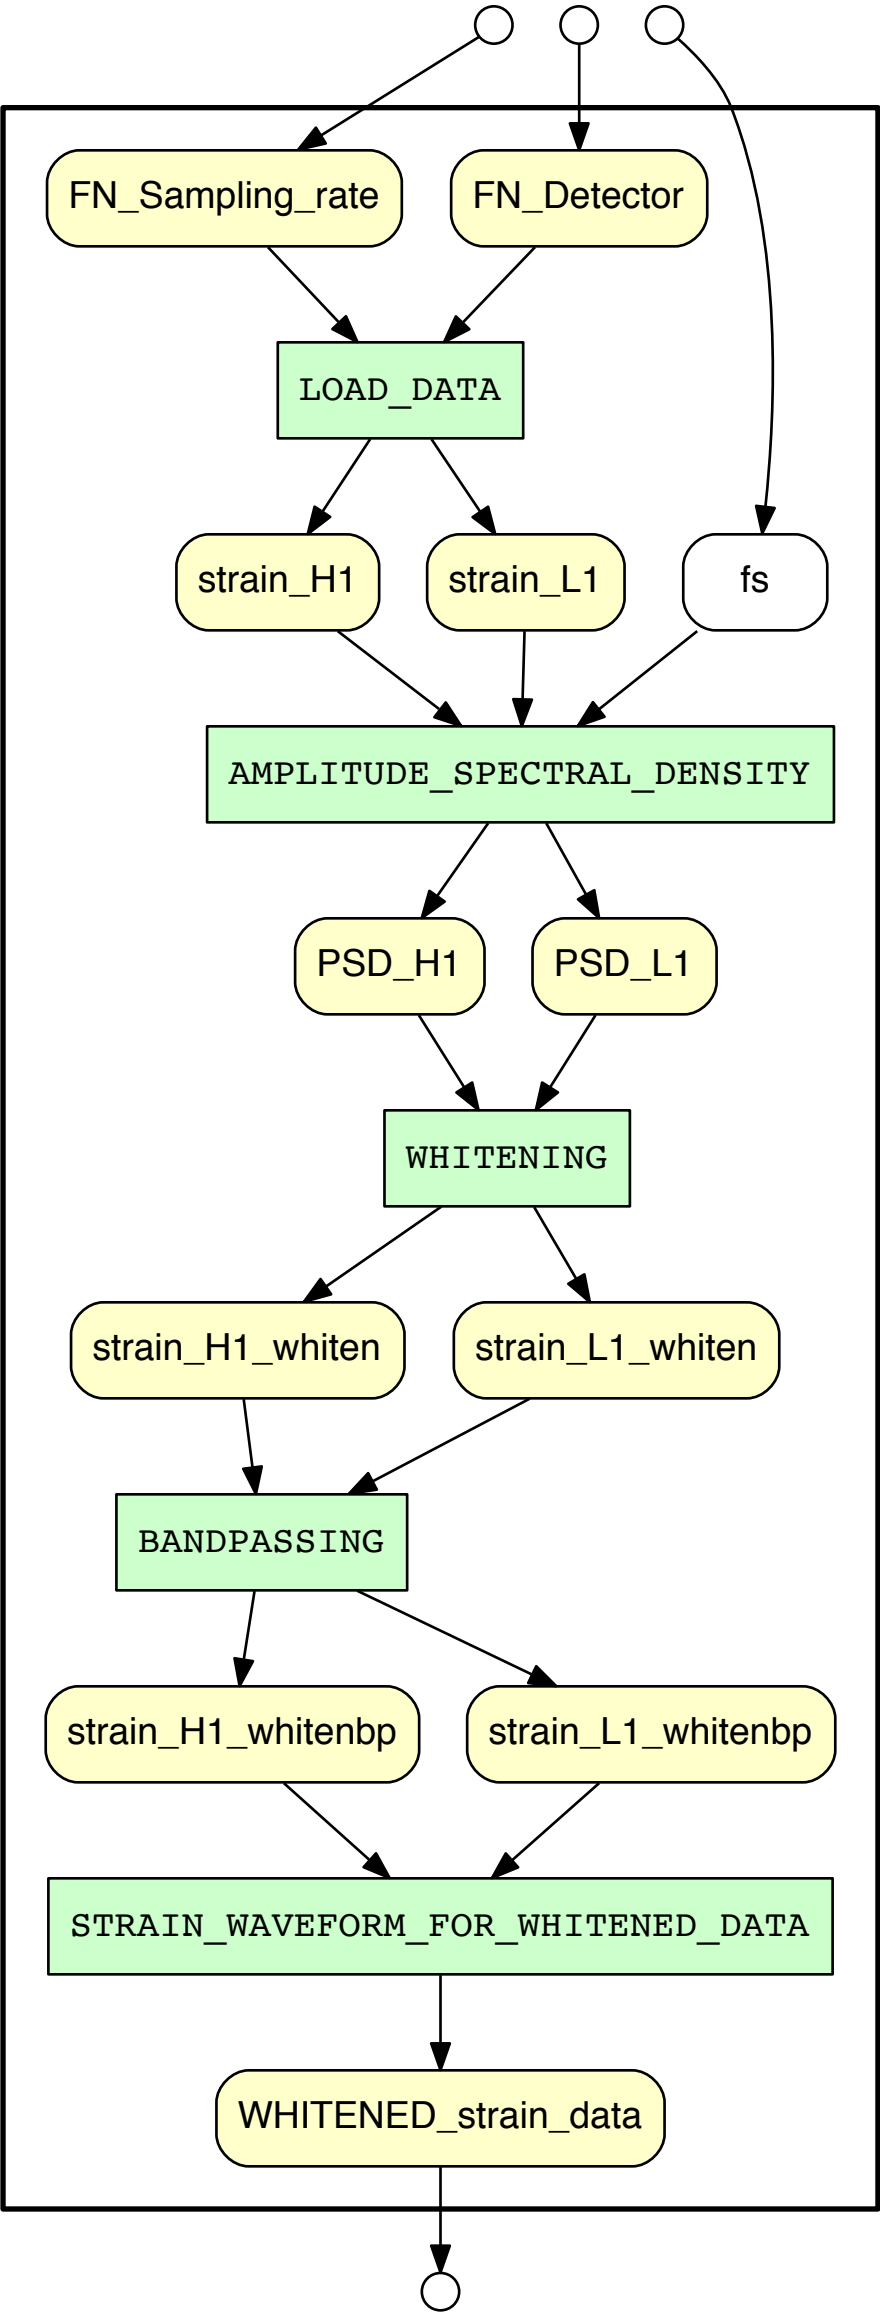 FN_Sampling_rate
FN_Detector
LOAD_DATA
strain_H1
strain_L1
fs
AMPLITUDE_SPECTRAL_DENSITY
PSD_H1
PSD_L1
WHITENING
strain_H1_whiten
strain_L1_whiten
BANDPASSING
strain_H1_whitenbp
strain_L1_whitenbp
STRAIN_WAVEFORM_FOR_WHITENED_DATA
WHITENED_strain_data